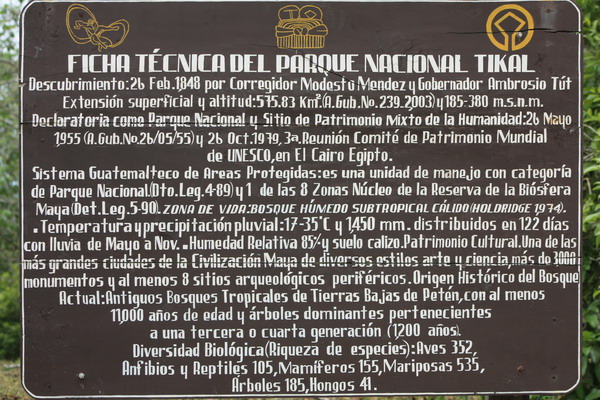 FICHA TÉCNICA DEL PARQUE NACIONAL TIKAL
Descubrimiento:26 Feb.1,848 por Corregidor Modesto Mendez y Gobernador Ambrosio Tút
Extensión superficial y altitud:575.83 Km².(A.Gub.No.239.2003) y 185-380 m.s.n.m.
Declaratoria como Parque Nacional y Sitio de Patrimonio Mixto de la Humanidad:26 Mayo
1,955 (A.Gub.No.26/05/55) y 26 Oct.1979, 3a.Reunión Comité de Patrimonio Mundial
de UNESCO,en El Cairo Egipto.
Sistema Guatemalteco de Areas Protegidas:es una unidad de manejo con categoría
de Parque Nacional.(Dto.Leg.4-89) y 1 de las 8 Zonas Núcleo de la Reserva de la Biósfera
Maya(Det.Leg.5-90). ZONA DE VIDA:BOSQUE HÚMEDO SUBTROPICAL CÁLIDO(HOLDRIDGE 1974).
.Temperatura y precipitación pluvial:17-35°C y 1,450 mm. distribuidos en 122 días
con lluvia de Mayo a Nov. .Humedad Relativa 85% y suelo calizo.Patrimonio Cultural.Una de las
más grandes ciudades de la Civilización Maya de diversos estilos arte y ciencia,más de 3000
monumentos y al menos 8 sitios arqueológicos periféricos. Origen Histórico del Bosque
Actual:Antiguos Bosques Tropicales de Tierras Bajas de Petén,con al menos
11,000 años de edad y árboles dominantes pertenecientes
a una tercera o cuarta generación (1,200 años).
Diversidad Biológica(Riqueza de especies):Aves 352,
Anfibios y Reptiles 105,Mamíferos 155,Mariposas 535,
Árboles 185,Hongos 41.